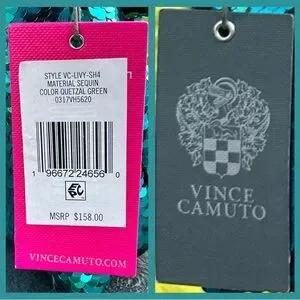 STYLE VC-LIVY-SH4
MATERIAL SEQUIN
COLOR QUETZAL GREEN
0317VH5620
1 96672 24656 0
MSRP $158.00
VINCECAMUTO.COM
VINCE
CAMUTO